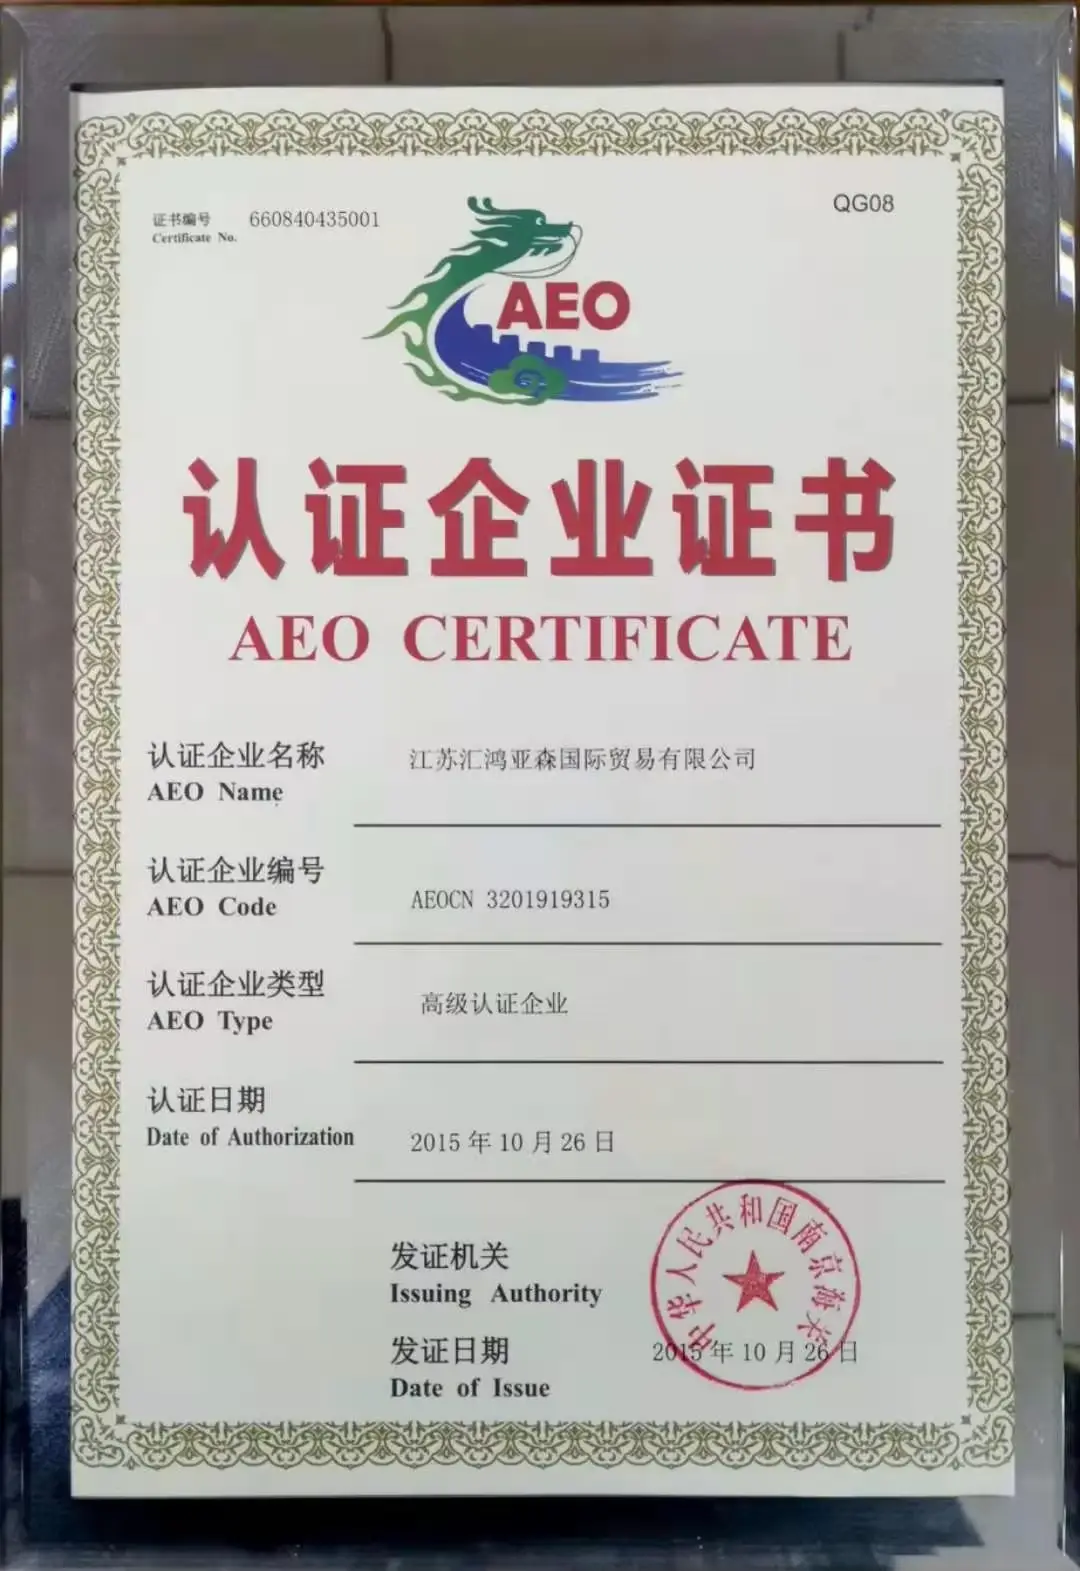 证书编号 660840435001
Certificate No.
QG08
AEO
认证企业证书
AEO CERTIFICATE
认证企业名称 江苏汇鸿亚森国际贸易有限公司
AEO Name
认证企业编号
AEO Code AEOCN 3201919315
认证企业类型 高级认证企业
AEO Type
认证日期
Date of Authorization 2015 年 10 月 26 日
中华人民共和国南京海关
发证机关
Issuing Authority
发证日期 2015 年 10 月 26 日
Date of Issue